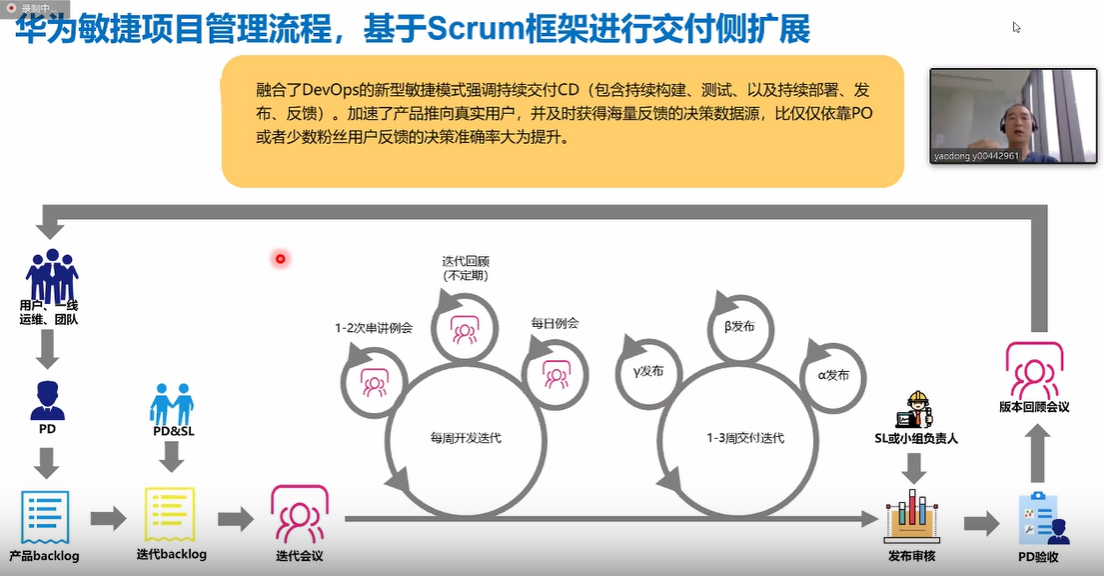 录制中...
华为敏捷项目管理流程，基于Scrum框架进行交付侧扩展
融合了DevOps的新型敏捷模式强调持续交付CD（包含持续构建、测试、以及持续部署、发
布、反馈）。加速了产品推向真实用户，并及时获得海量反馈的决策数据源，比仅仅依靠PO
或者少数粉丝用户反馈的决策准确率大为提升。
yaodong y00442961
用户、一线
运维、团队
PD
产品backlog
PD&SL
迭代backlog
迭代会议
1-2次串讲例会
迭代回顾
（不定期）
每日例会
每周开发迭代
γ发布
β发布
α发布
1-3周交付迭代
SL或小组负责人
发布审核
PD验收
版本回顾会议